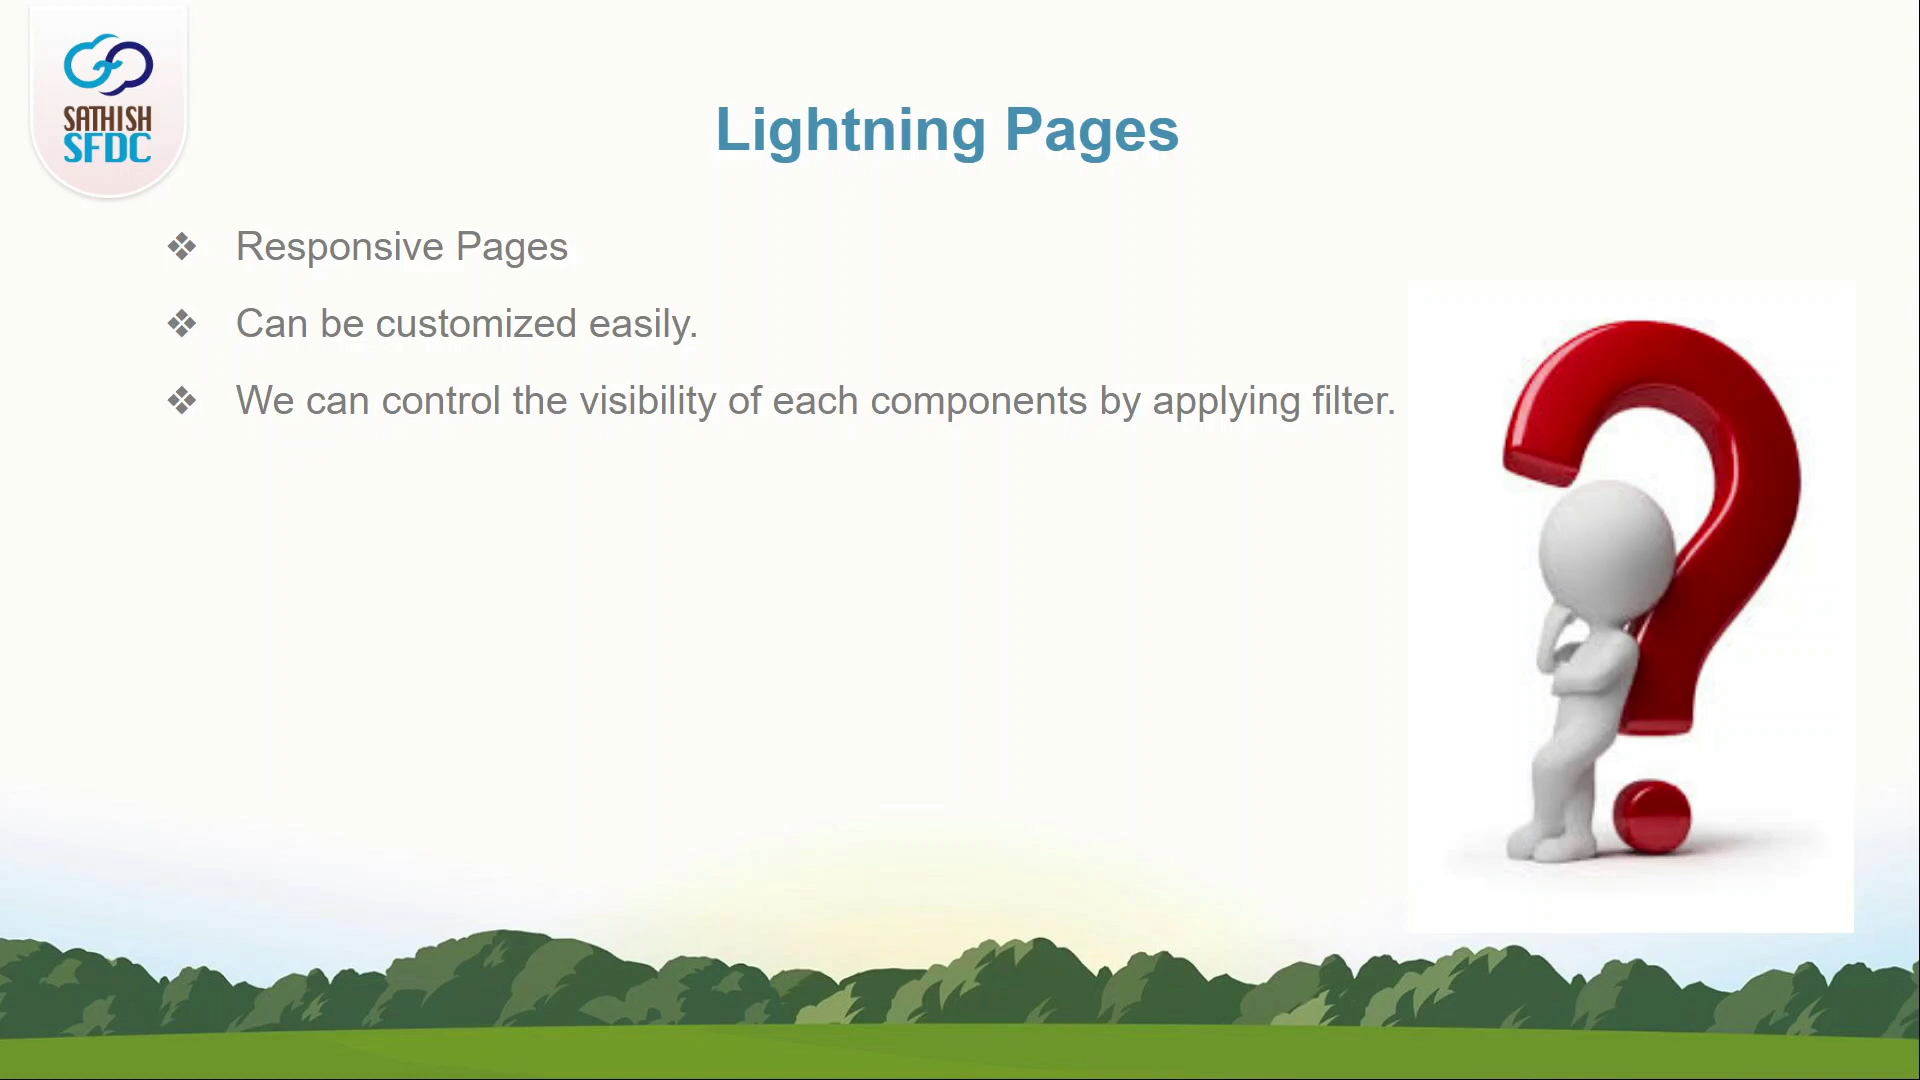 SATHISH
SFDC
Lightning Pages
❖ Responsive Pages
❖ Can be customized easily.
❖ We can control the visibility of each components by applying filter.